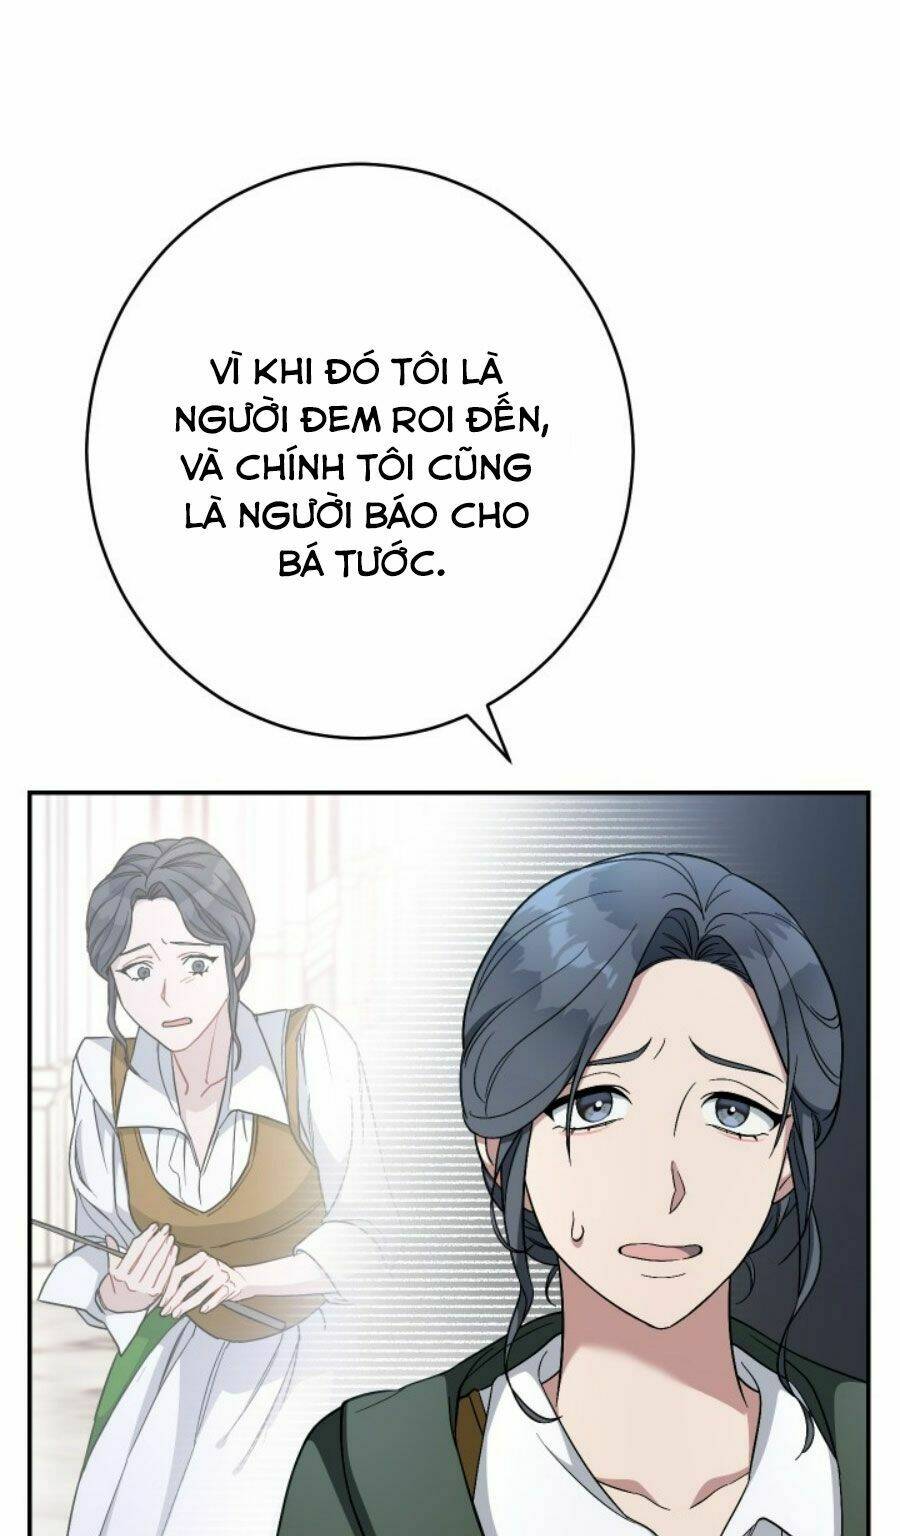 VÌ KHI ĐÓ TÔI LÀ
NGƯỜI ĐEM ROI ĐẾN,
VÀ CHÍNH TÔI CŨNG
LÀ NGƯỜI BÁO CHO
BÁ TƯỚC.